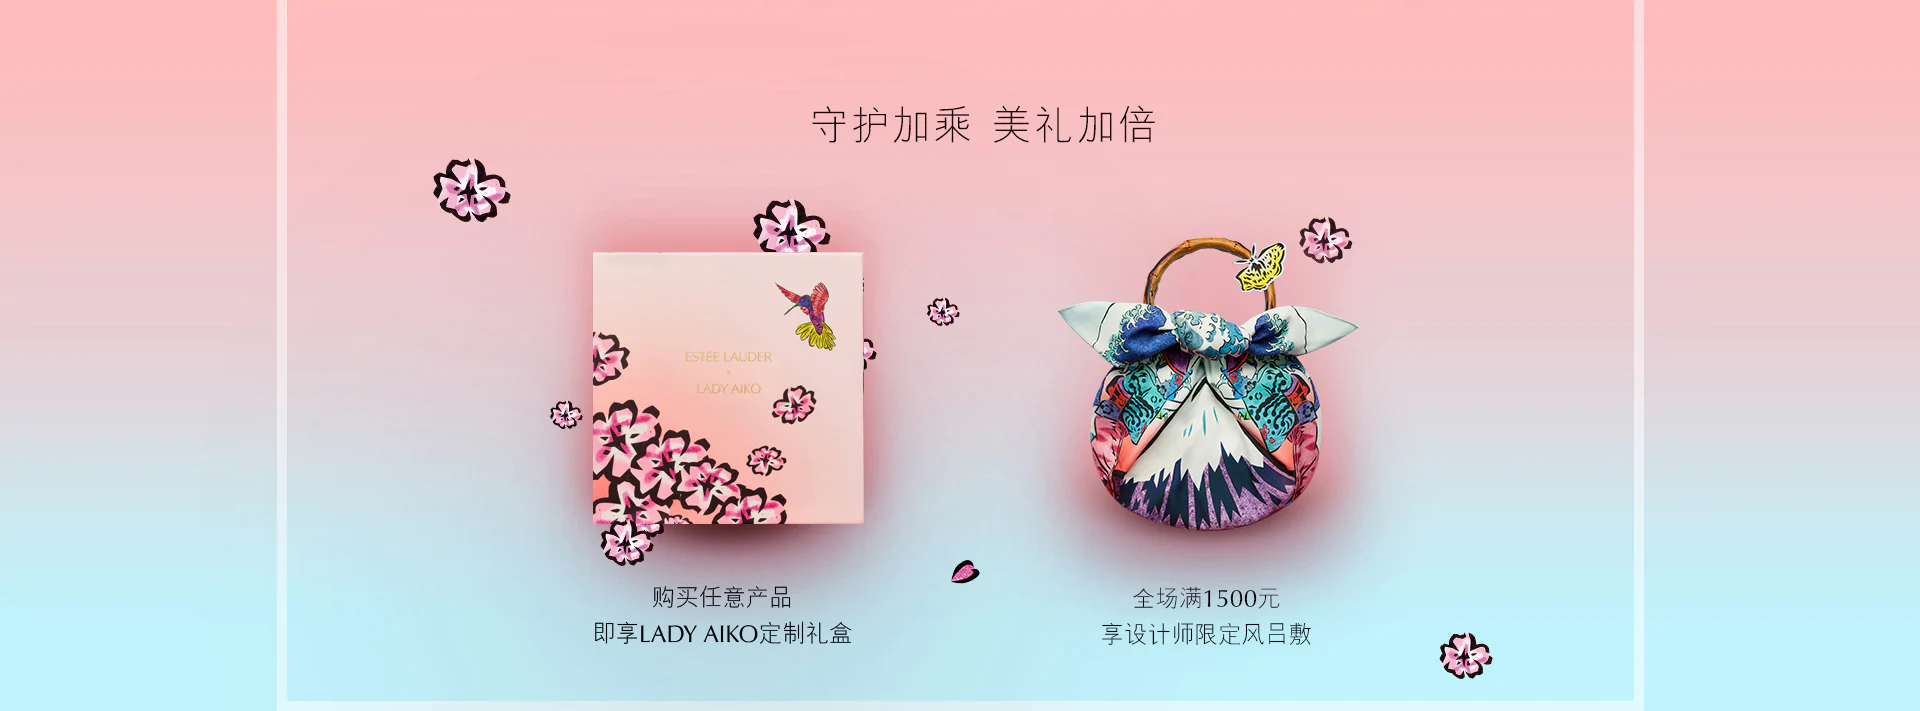 守护加乘 美礼加倍
ESTĒE LAUDER
×
LADY AIKO
购买任意产品
即享LADY AIKO定制礼盒
全场满1500元
享设计师限定风吕敷